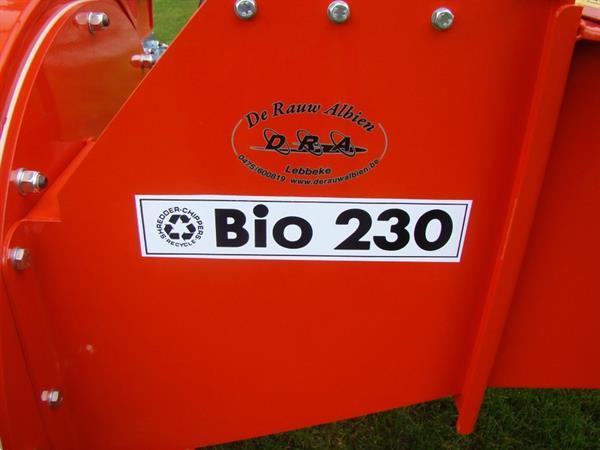 De Rauw Albien
D.R.A.
Lebbeke
0475/600819 www.derauwalbien.be
SHREDDER-CHIPPERS
RECYCLE
Bio 230